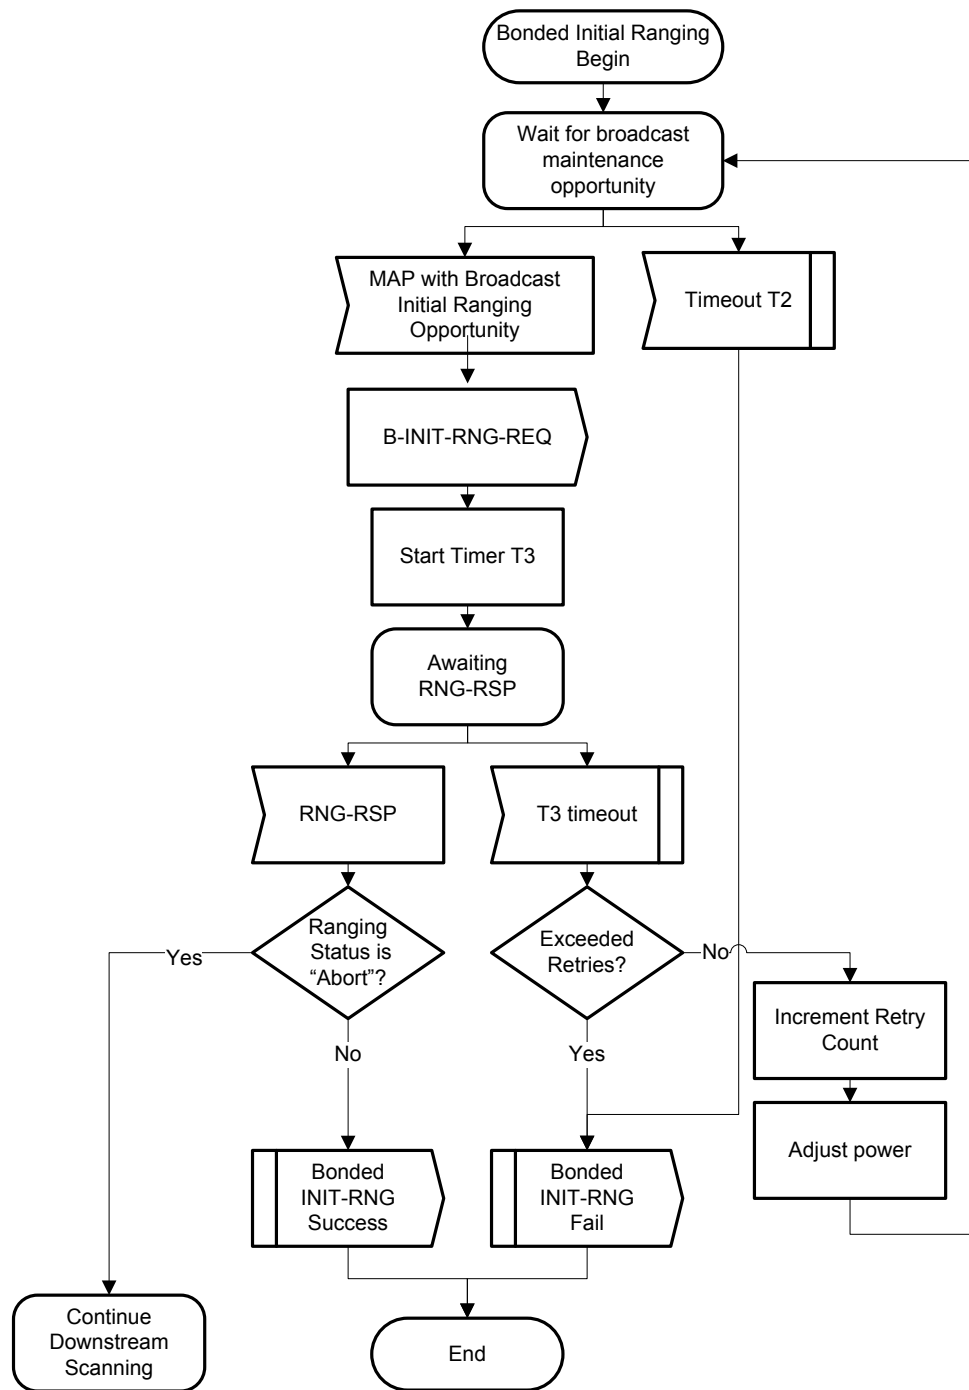 Bonded Initial Ranging
Begin
Wait for broadcast
maintenance
opportunity
MAP with Broadcast
Initial Ranging
Opportunity
Timeout T2
B-INIT-RNG-REQ
Start Timer T3
Awaiting
RNG-RSP
RNG-RSP
T3 timeout
Ranging
Status is
“Abort”?
Exceeded
Retries?
Yes
No
No
Yes
Increment Retry
Count
Adjust power
Bonded
INIT-RNG
Success
Bonded
INIT-RNG
Fail
Continue
Downstream
Scanning
End